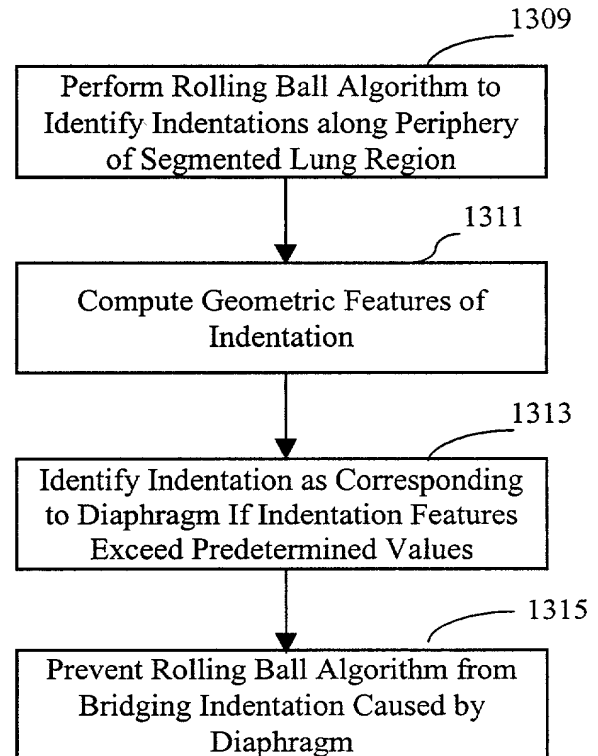 1309
Perform Rolling Ball Algorithm to
Identify Indentations along Periphery
of Segmented Lung Region
1311
Compute Geometric Features of
Indentation
1313
Identify Indentation as Corresponding
to Diaphragm If Indentation Features
Exceed Predetermined Values
1315
Prevent Rolling Ball Algorithm from
Bridging Indentation Caused by
Diaphragm